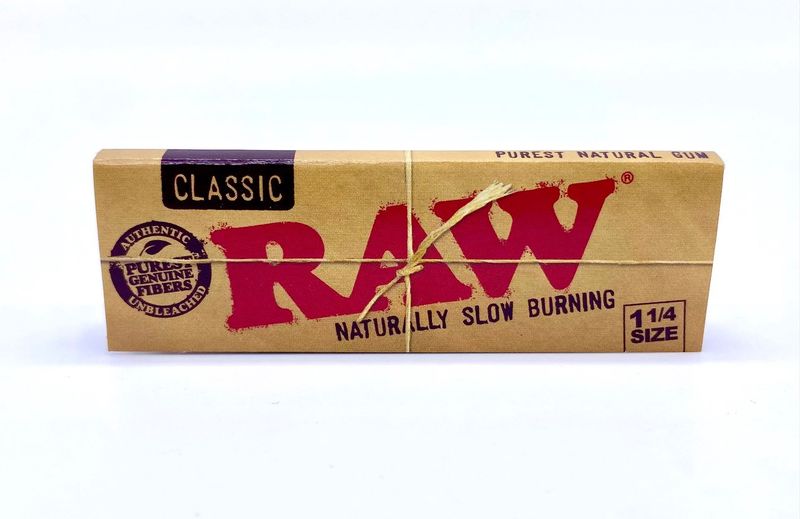 PUREST NATURAL GUM
CLASSIC
RAW®
AUTHENTIC
PUREST
GENUINE
FIBERS
UNBLEACHED
NATURALLY SLOW BURNING
1 1/4
SIZE